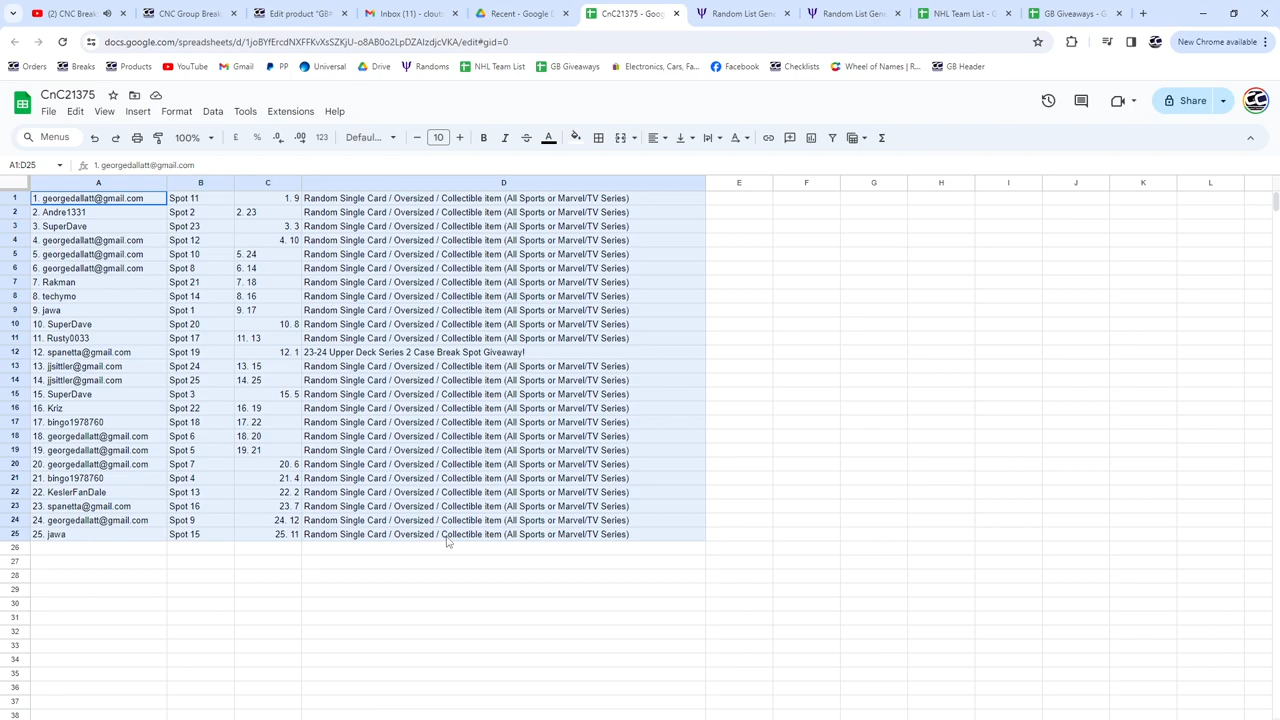 (2) CNC Break
CNC Group Break
Edit product "GB
Inbox (11) - clou
Recent - Google D
CnC21375 - Goog
Random List Gene
Random List Gene
NHL Team List - G
GB Giveaways - G
docs.google.com/spreadsheets/d/1joBYfErcdNXFFKvXsSZKjU-o8AB0o2LpDZAIzdjcVKA/edit#gid=0
New Chrome available
Orders Breaks Products YouTube Gmail PP Universal Drive Randoms NHL Team List GB Giveaways Electronics, Cars, Fa... Facebook Checklists Wheel of Names | R... GB Header
CnC21375
File Edit View Insert Format Data Tools Extensions Help
Share
Menus 100% £ % .0 .00 123 Defaul... 10 B I A
A1:D25 1. georgedallatt@gmail.com
A B C D E F G H I J K L
1 1. georgedallatt@gmail.com Spot 11 1. 9 Random Single Card / Oversized / Collectible item (All Sports or Marvel/TV Series)
2 2. Andre1331 Spot 2 2. 23 Random Single Card / Oversized / Collectible item (All Sports or Marvel/TV Series)
3 3. SuperDave Spot 23 3. 3 Random Single Card / Oversized / Collectible item (All Sports or Marvel/TV Series)
4 4. georgedallatt@gmail.com Spot 12 4. 10 Random Single Card / Oversized / Collectible item (All Sports or Marvel/TV Series)
5 5. georgedallatt@gmail.com Spot 10 5. 24 Random Single Card / Oversized / Collectible item (All Sports or Marvel/TV Series)
6 6. georgedallatt@gmail.com Spot 8 6. 14 Random Single Card / Oversized / Collectible item (All Sports or Marvel/TV Series)
7 7. Rakman Spot 21 7. 18 Random Single Card / Oversized / Collectible item (All Sports or Marvel/TV Series)
8 8. techymo Spot 14 8. 16 Random Single Card / Oversized / Collectible item (All Sports or Marvel/TV Series)
9 9. jawa Spot 1 9. 17 Random Single Card / Oversized / Collectible item (All Sports or Marvel/TV Series)
10 10. SuperDave Spot 20 10. 8 Random Single Card / Oversized / Collectible item (All Sports or Marvel/TV Series)
11 11. Rusty0033 Spot 17 11. 13 Random Single Card / Oversized / Collectible item (All Sports or Marvel/TV Series)
12 12. spanetta@gmail.com Spot 19 12. 1 23-24 Upper Deck Series 2 Case Break Spot Giveaway!
13 13. jjsittler@gmail.com Spot 24 13. 15 Random Single Card / Oversized / Collectible item (All Sports or Marvel/TV Series)
14 14. jjsittler@gmail.com Spot 25 14. 25 Random Single Card / Oversized / Collectible item (All Sports or Marvel/TV Series)
15 15. SuperDave Spot 3 15. 5 Random Single Card / Oversized / Collectible item (All Sports or Marvel/TV Series)
16 16. Kriz Spot 22 16. 19 Random Single Card / Oversized / Collectible item (All Sports or Marvel/TV Series)
17 17. bingo1978760 Spot 18 17. 22 Random Single Card / Oversized / Collectible item (All Sports or Marvel/TV Series)
18 18. georgedallatt@gmail.com Spot 6 18. 20 Random Single Card / Oversized / Collectible item (All Sports or Marvel/TV Series)
19 19. georgedallatt@gmail.com Spot 5 19. 21 Random Single Card / Oversized / Collectible item (All Sports or Marvel/TV Series)
20 20. georgedallatt@gmail.com Spot 7 20. 6 Random Single Card / Oversized / Collectible item (All Sports or Marvel/TV Series)
21 21. bingo1978760 Spot 4 21. 4 Random Single Card / Oversized / Collectible item (All Sports or Marvel/TV Series)
22 22. KeslerFanDale Spot 13 22. 2 Random Single Card / Oversized / Collectible item (All Sports or Marvel/TV Series)
23 23. spanetta@gmail.com Spot 16 23. 7 Random Single Card / Oversized / Collectible item (All Sports or Marvel/TV Series)
24 24. georgedallatt@gmail.com Spot 9 24. 12 Random Single Card / Oversized / Collectible item (All Sports or Marvel/TV Series)
25 25. jawa Spot 15 25. 11 Random Single Card / Oversized / Collectible item (All Sports or Marvel/TV Series)
26
27
28
29
30
31
32
33
34
35
36
37
38